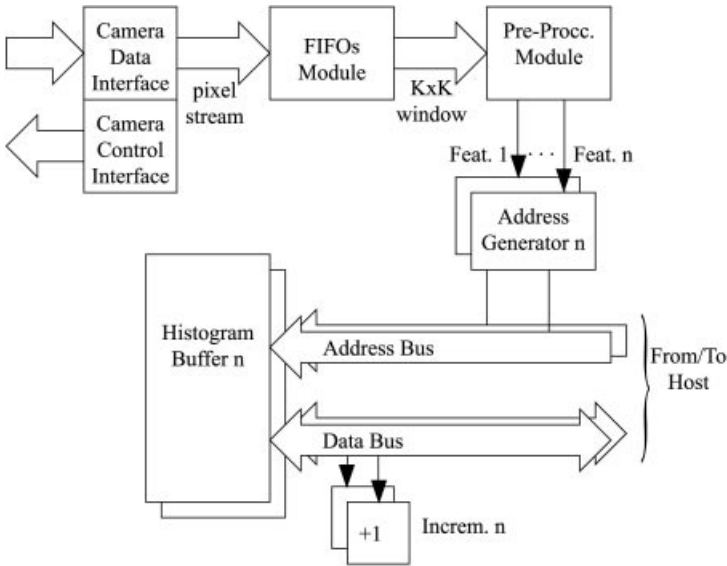 Camera
Data
Interface
pixel
stream
FIFOs
Module
KxK
window
Pre-Procc.
Module
Camera
Control
Interface
Feat. 1
· · ·
Feat. n
Address
Generator n
Histogram
Buffer n
Address Bus
From/To
Host
Data Bus
+1
Increm. n